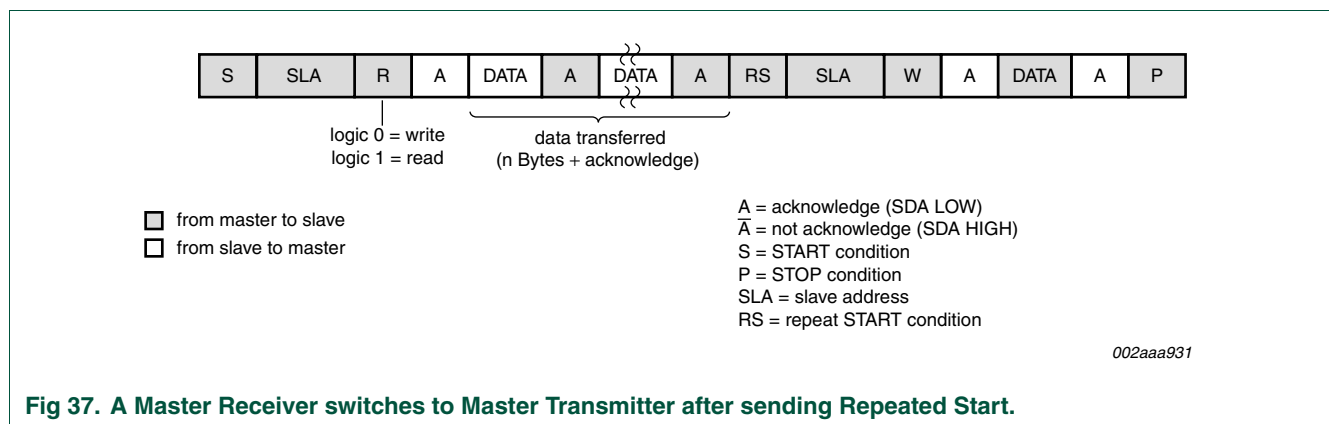 S SLA R A DATA A DATA A RS SLA W A DATA A P
logic 0 = write
logic 1 = read
data transferred
(n Bytes + acknowledge)
from master to slave
from slave to master
A = acknowledge (SDA LOW)
A̅ = not acknowledge (SDA HIGH)
S = START condition
P = STOP condition
SLA = slave address
RS = repeat START condition
002aaa931
Fig 37. A Master Receiver switches to Master Transmitter after sending Repeated Start.